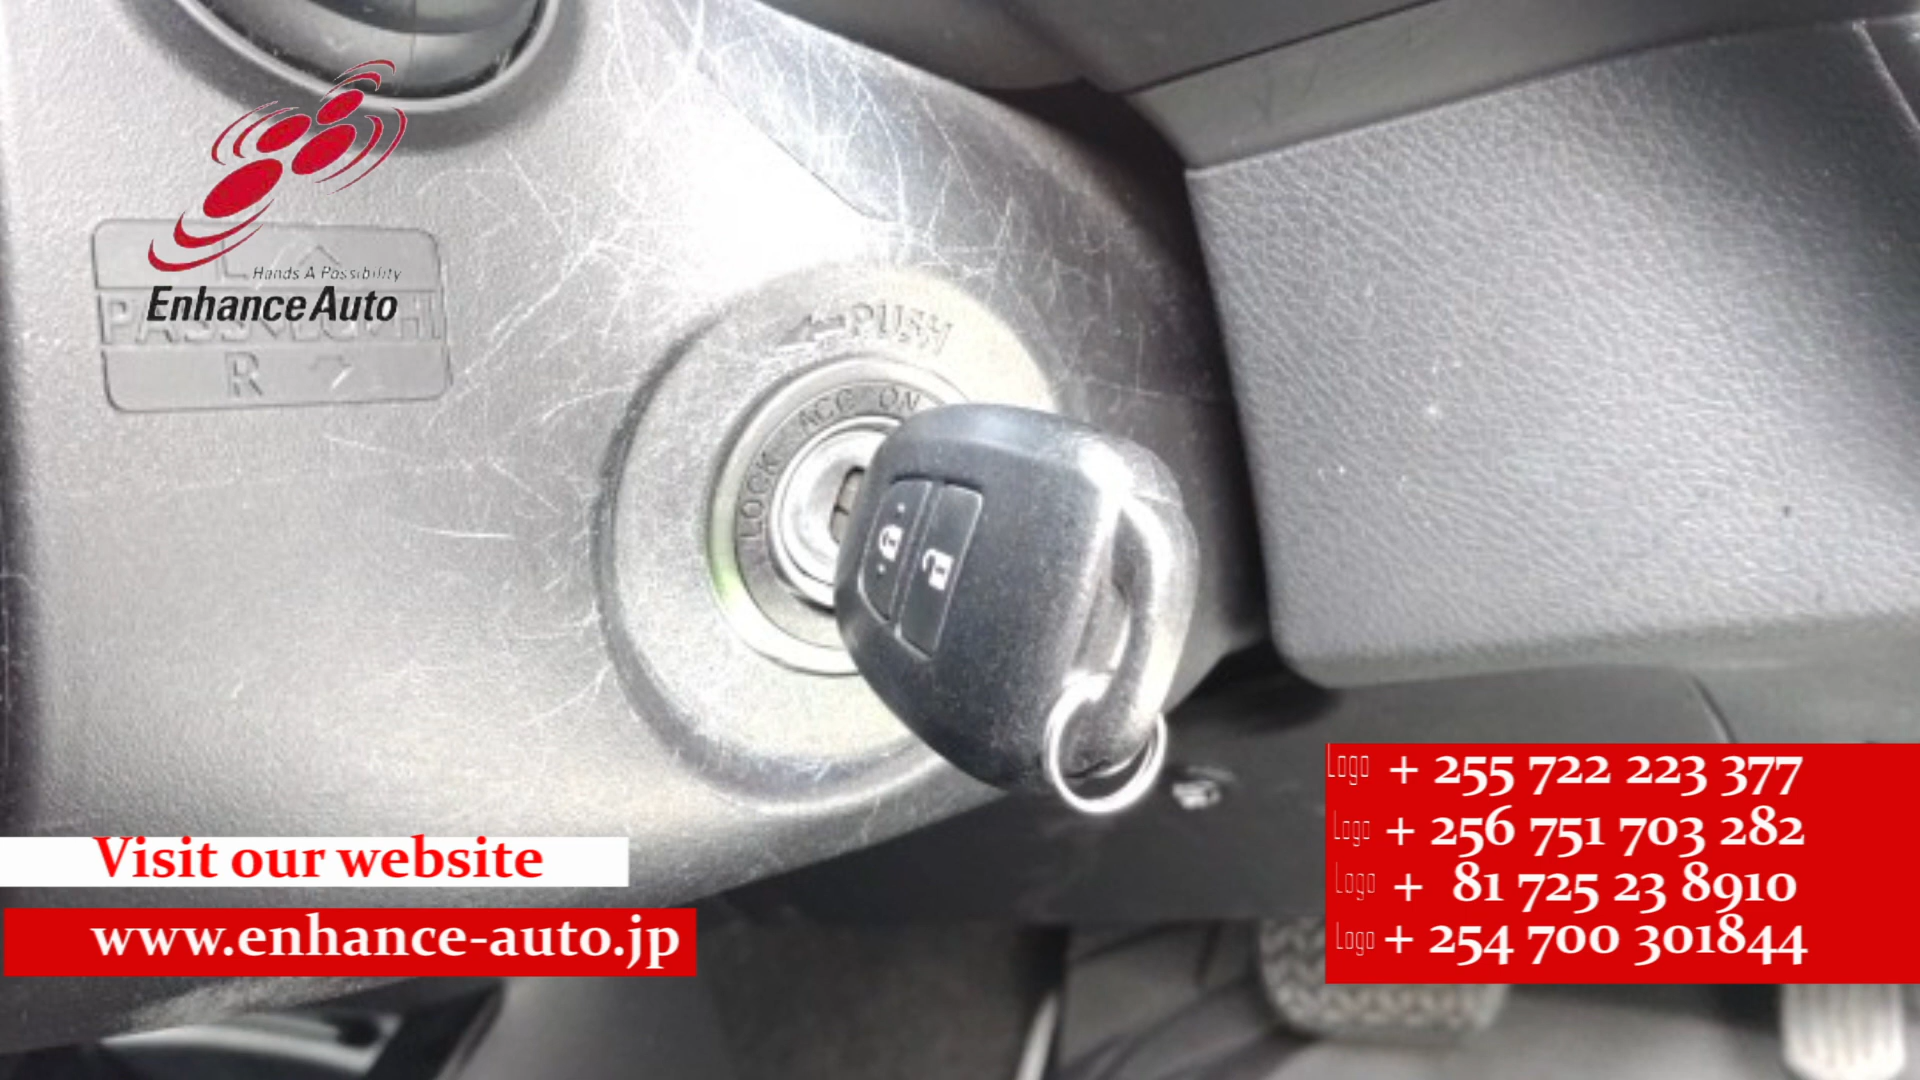 Hands A Possibility
Enhance Auto
L
R
PUSH
LOCK ACC ON
Visit our website
www.enhance-auto.jp
Logo + 255 722 223 377
Logo + 256 751 703 282
Logo + 81 725 23 8910
Logo + 254 700 301844